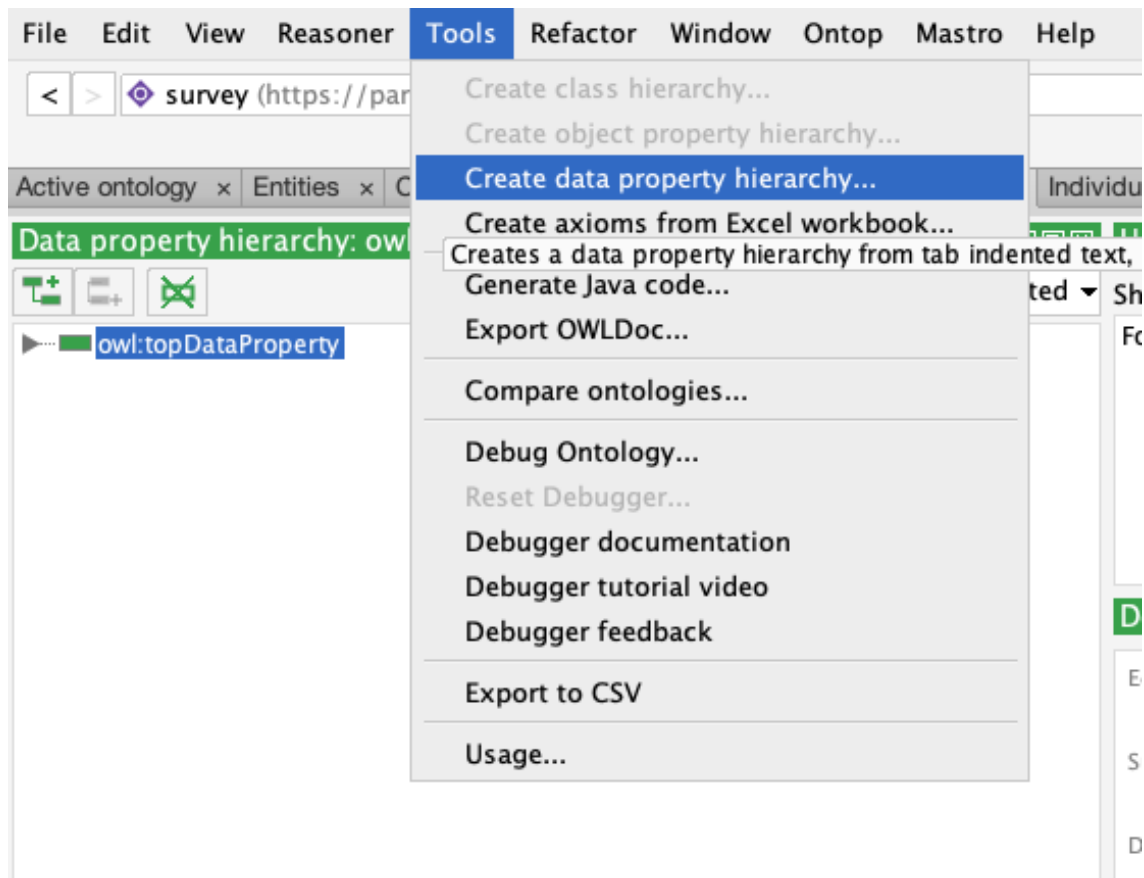 File Edit View Reasoner Tools Refactor Window Ontop Mastro Help
< > survey (https://par
Create class hierarchy...
Create object property hierarchy...
Create data property hierarchy...
Active ontology × Entities × C
Individu
Create axioms from Excel workbook...
Data property hierarchy: owl
Creates a data property hierarchy from tab indented text,
Generate Java code...
ted
Sh
Export OWLDoc...
Fo
owl:topDataProperty
Compare ontologies...
Debug Ontology...
Reset Debugger...
Debugger documentation
Debugger tutorial video
Debugger feedback
D
Export to CSV
E
Usage...
S
D